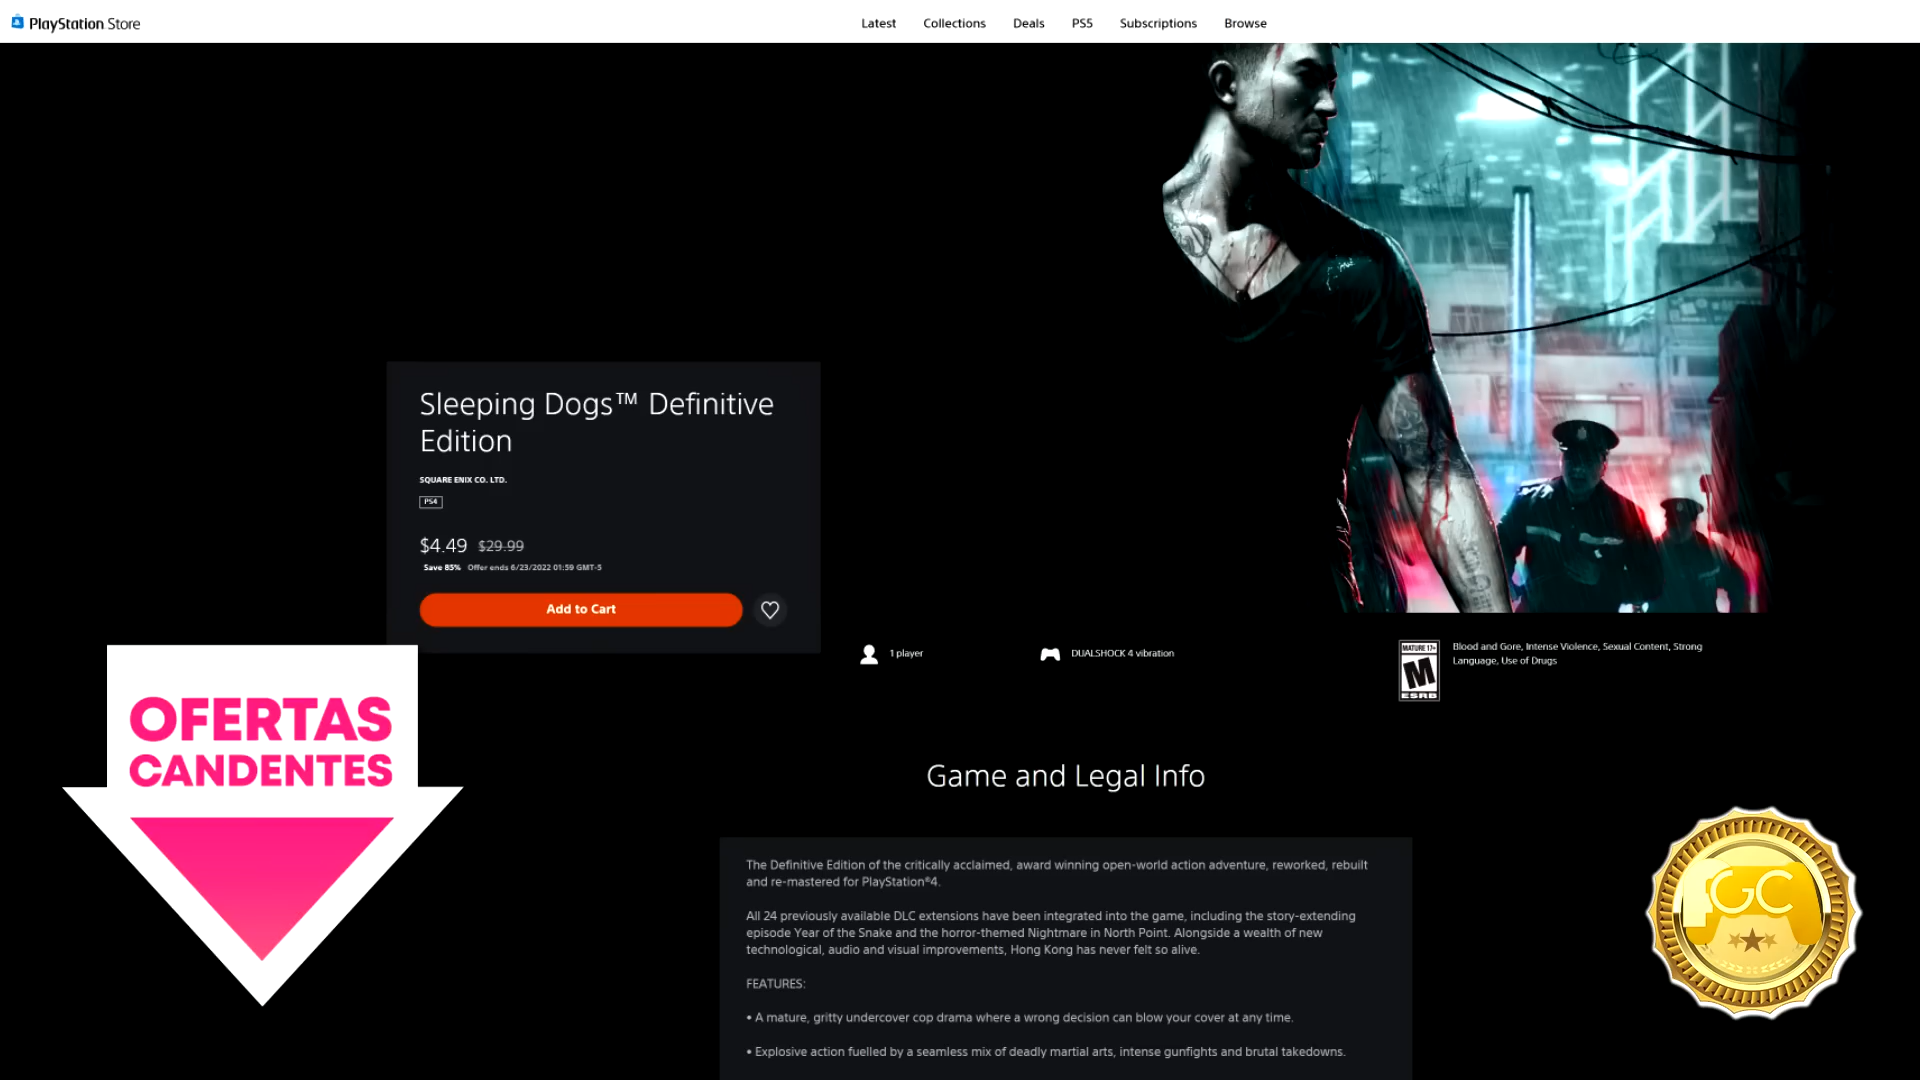 PlayStation Store
Latest
Collections
Deals
PS5
Subscriptions
Browse
Sleeping Dogs™ Definitive
Edition
SQUARE ENIX CO. LTD.
PS4
$4.49 $29.99
Save 85% Offer ends 6/23/2022 01:59 GMT-5
Add to Cart
1 player
DUALSHOCK 4 vibration
MATURE 17+
M
ESRB
Blood and Gore, Intense Violence, Sexual Content, Strong
Language, Use of Drugs
OFERTAS
CANDENTES
Game and Legal Info
The Definitive Edition of the critically acclaimed, award winning open-world action adventure, reworked, rebuilt
and re-mastered for PlayStation®4.
All 24 previously available DLC extensions have been integrated into the game, including the story-extending
episode Year of the Snake and the horror-themed Nightmare in North Point. Alongside a wealth of new
technological, audio and visual improvements, Hong Kong has never felt so alive.
FEATURES:
• A mature, gritty undercover cop drama where a wrong decision can blow your cover at any time.
• Explosive action fuelled by a seamless mix of deadly martial arts, intense gunfights and brutal takedowns.
GC